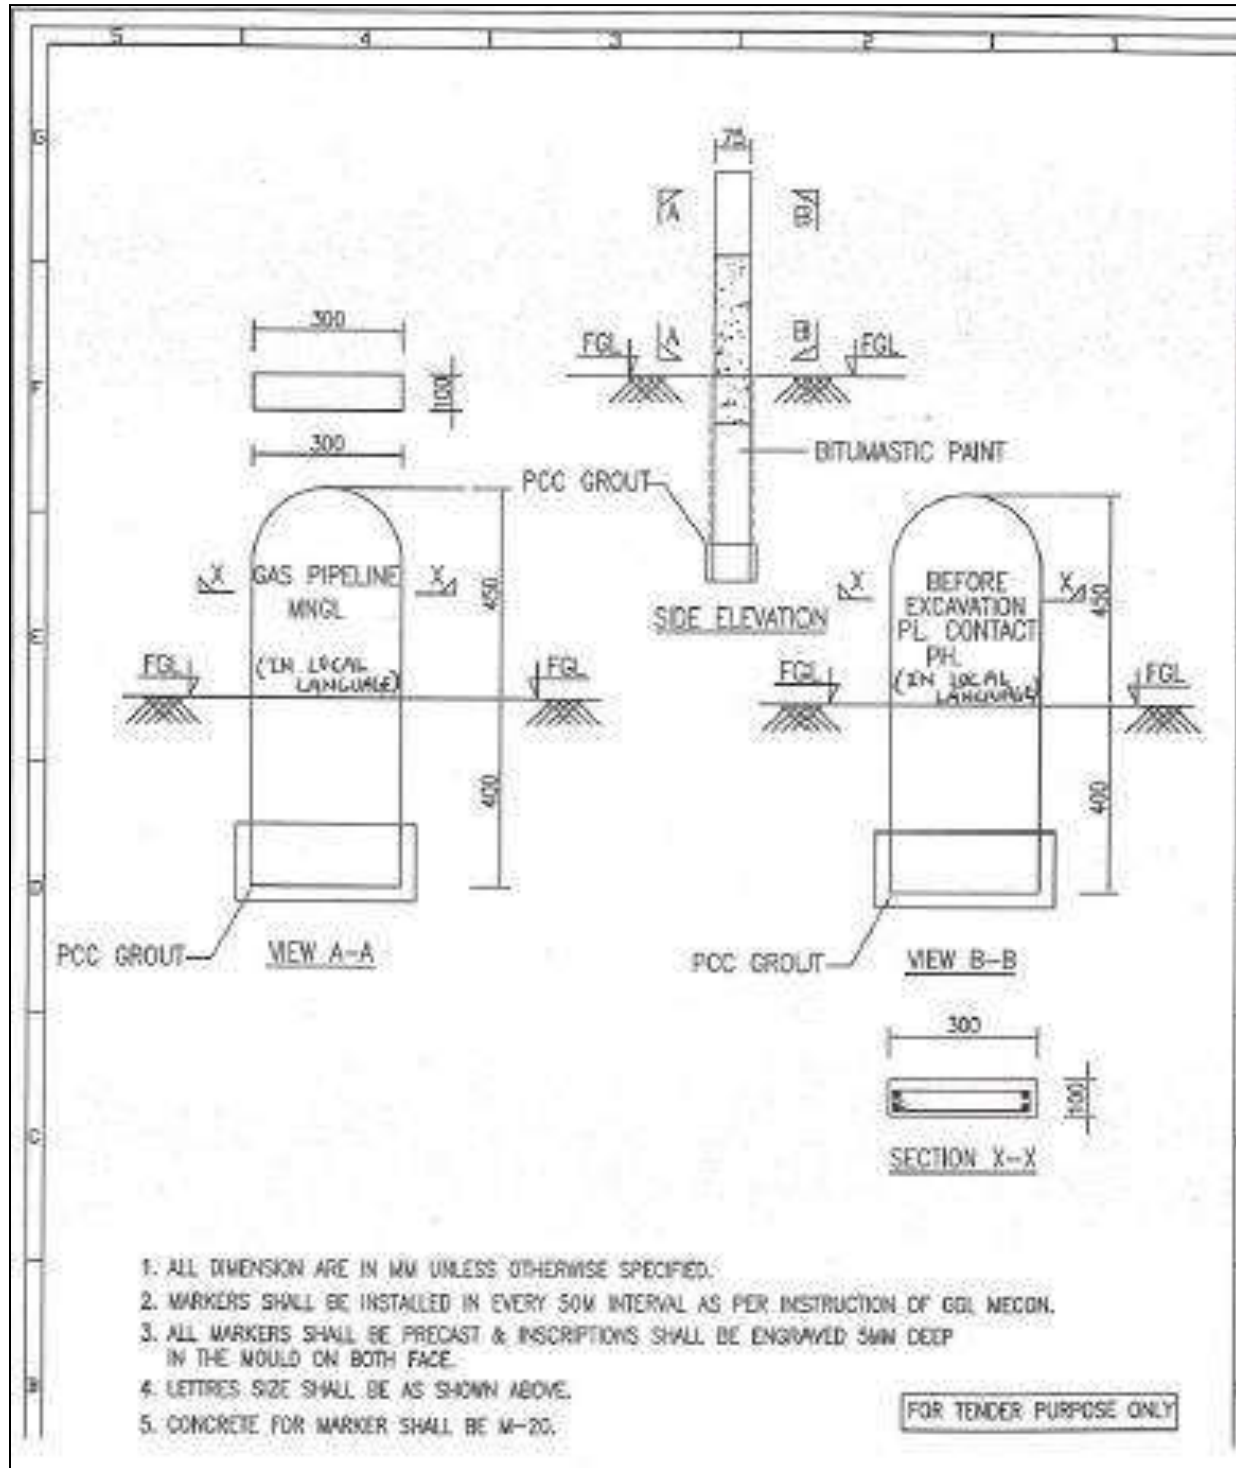 5 4 3 2 1
G
F
E
D
C
B
75
A B
FGL A B FGL
300
100
300
BITUMASTIC PAINT
PCC GROUT
SIDE ELEVATION
X GAS PIPELINE X
MNGL
(IN LOCAL
LANGUAGE)
FGL FGL
450
400
PCC GROUT
VIEW A-A
X BEFORE X
EXCAVATION
PL. CONTACT
PH.
(IN LOCAL
LANGUAGE)
FGL FGL
450
400
PCC GROUT
VIEW B-B
300
100
SECTION X-X
1. ALL DIMENSION ARE IN MM UNLESS OTHERWISE SPECIFIED.
2. MARKERS SHALL BE INSTALLED IN EVERY 50M INTERVAL AS PER INSTRUCTION OF GGL MECON.
3. ALL MARKERS SHALL BE PRECAST & INSCRIPTIONS SHALL BE ENGRAVED 5MM DEEP
IN THE MOULD ON BOTH FACE.
4. LETTRES SIZE SHALL BE AS SHOWN ABOVE.
5. CONCRETE FOR MARKER SHALL BE M-20.
FOR TENDER PURPOSE ONLY